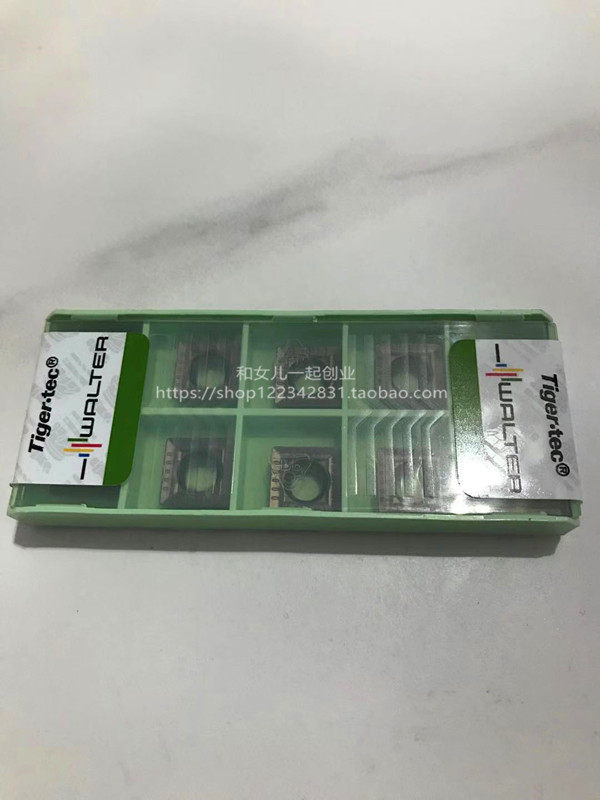 Tiger·tec®
WALTER
和女儿一起创业
https://shop122342831.taobao.com
Tiger·tec®
WALTER